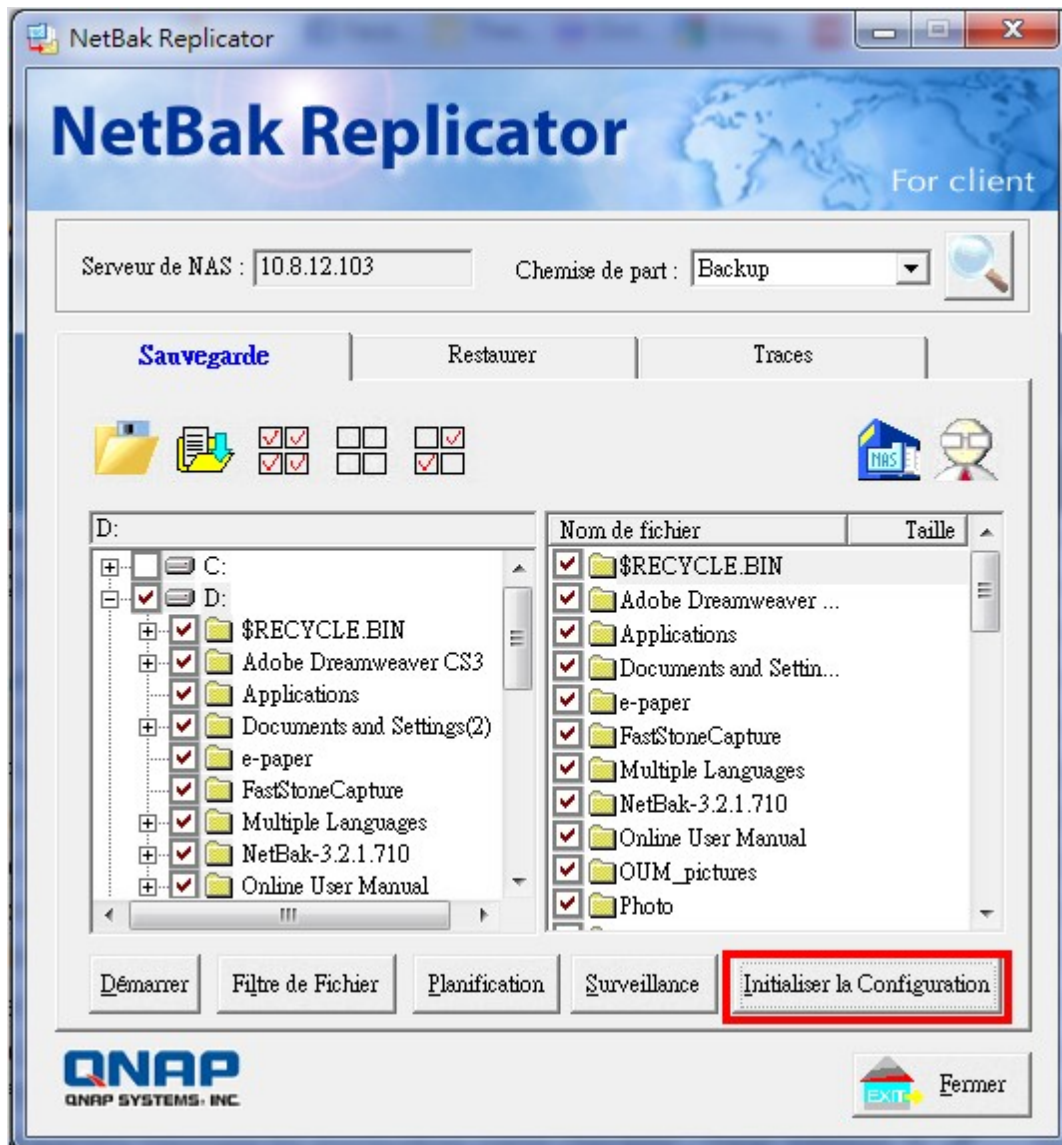 NetBak Replicator
NetBak Replicator
For client
Serveur de NAS : 10.8.12.103 Chemise de part : Backup
Sauvegarde Restaurer Traces
NAS
D:
C:
D:
$RECYCLE.BIN
Adobe Dreamweaver CS3
Applications
Documents and Settings(2)
e-paper
FastStoneCapture
Multiple Languages
NetBak-3.2.1.710
Online User Manual
Nom de fichier Taille
$RECYCLE.BIN
Adobe Dreamweaver ...
Applications
Documents and Settin...
e-paper
FastStoneCapture
Multiple Languages
NetBak-3.2.1.710
Online User Manual
OUM_pictures
Photo
Démarrer Filtre de Fichier Planification Surveillance Initialiser la Configuration
QNAP
QNAP SYSTEMS, INC.
EXIT Fermer